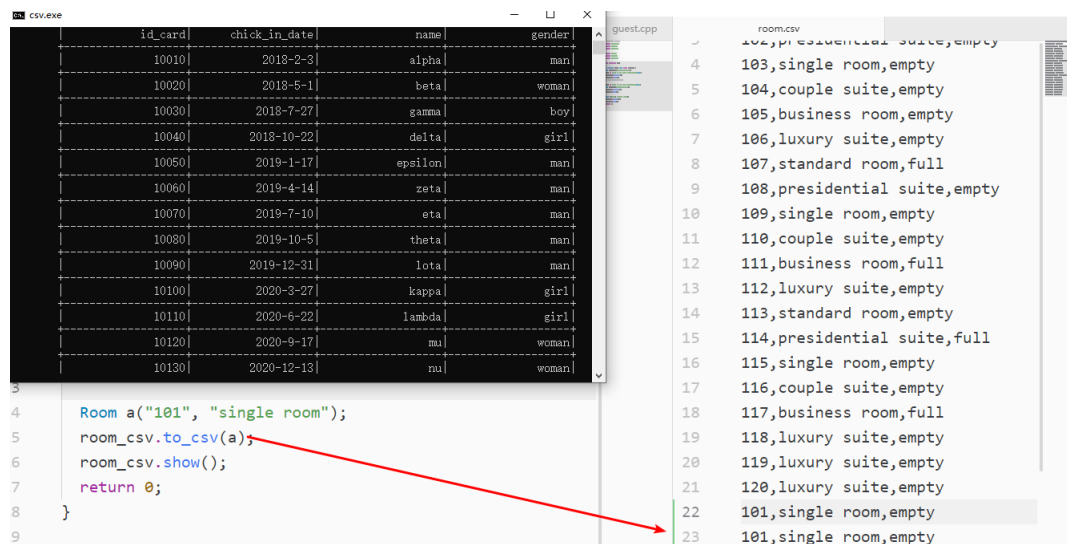 csv.exe
id_card| chick_in_date| name| gender|
10010| 2018-2-3| alpha| man|
10020| 2018-5-1| beta| woman|
10030| 2018-7-27| gamma| boy|
10040| 2018-10-22| delta| girl|
10050| 2019-1-17| epsilon| man|
10060| 2019-4-14| zeta| man|
10070| 2019-7-10| eta| man|
10080| 2019-10-5| theta| man|
10090| 2019-12-31| lota| man|
10100| 2020-3-27| kappa| girl|
10110| 2020-6-22| lambda| girl|
10120| 2020-9-17| mu| woman|
10130| 2020-12-13| nu| woman|
3
4 Room a("101", "single room");
5 room_csv.to_csv(a);
6 room_csv.show();
7 return 0;
8 }
9
guest.cpp room.csv
3 102,presidential suite,empty
4 103,single room,empty
5 104,couple suite,empty
6 105,business room,empty
7 106,luxury suite,empty
8 107,standard room,full
9 108,presidential suite,empty
10 109,single room,empty
11 110,couple suite,empty
12 111,business room,full
13 112,luxury suite,empty
14 113,standard room,empty
15 114,presidential suite,full
16 115,single room,empty
17 116,couple suite,empty
18 117,business room,full
19 118,luxury suite,empty
20 119,luxury suite,empty
21 120,luxury suite,empty
22 101,single room,empty
23 101,single room,empty